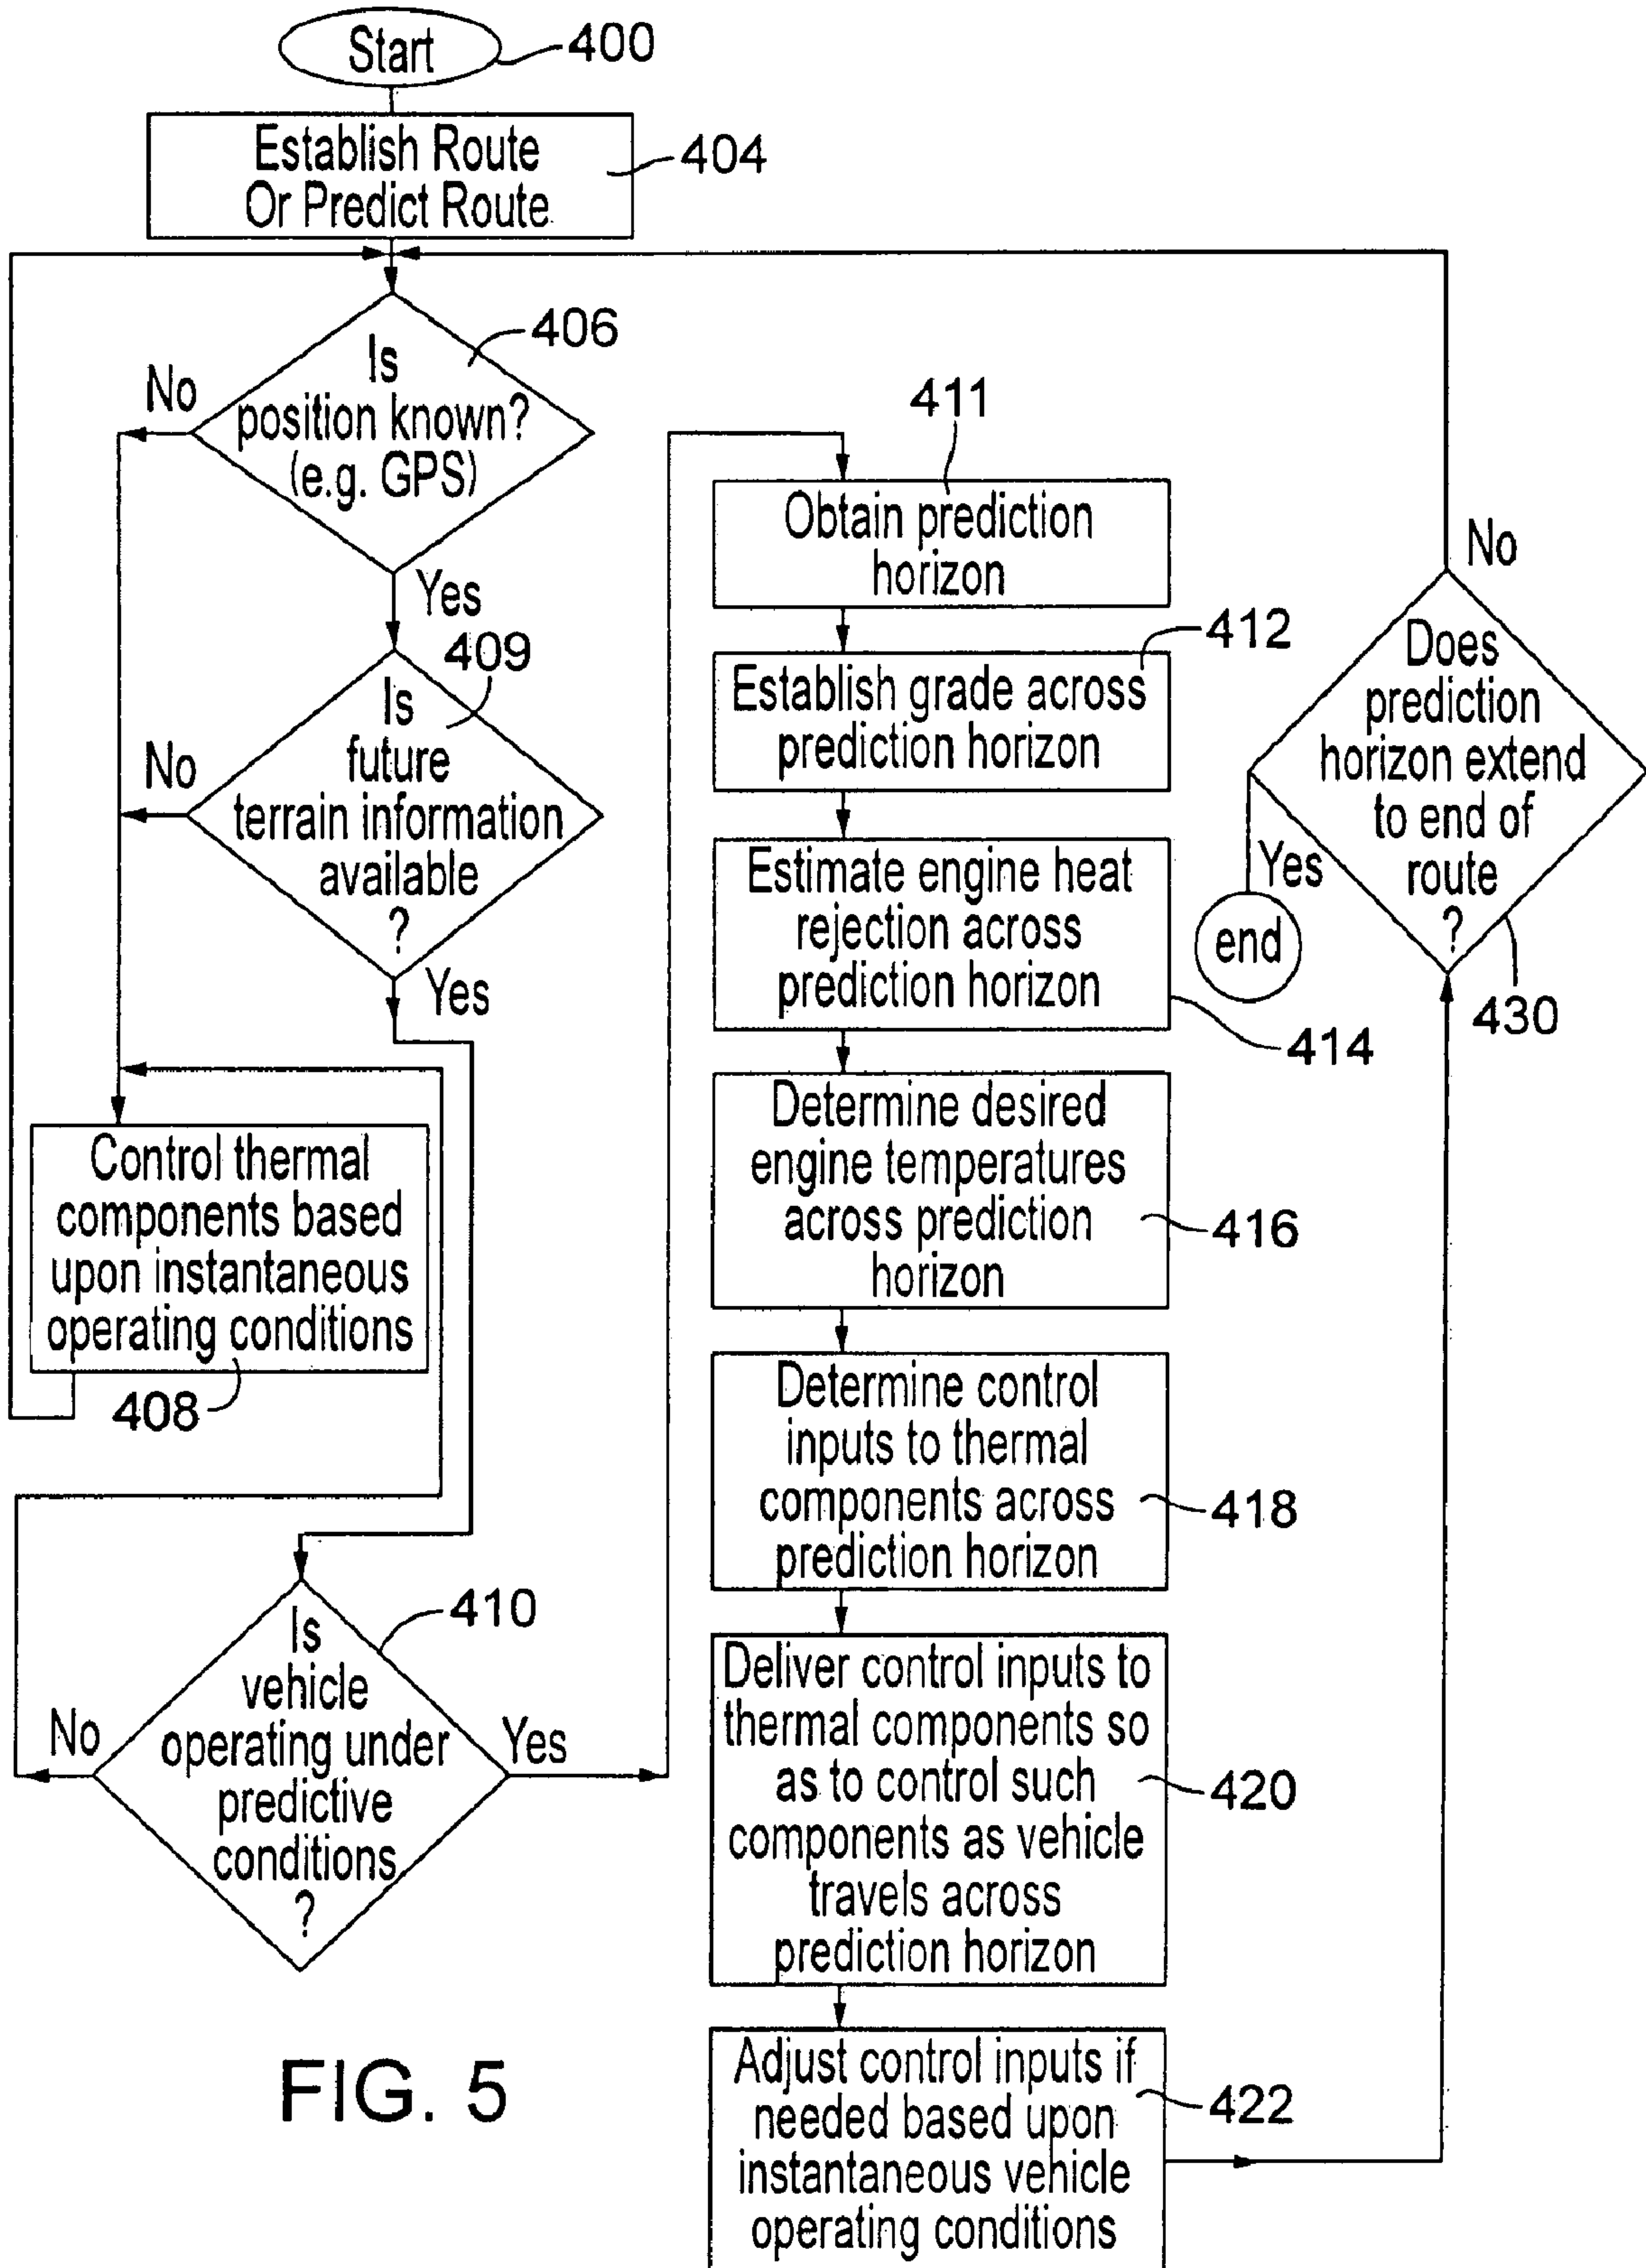 Start
400
Establish Route
Or Predict Route
404
Is
position known?
(e.g. GPS)
406
No
Yes
Is
future
terrain information
available
?
409
No
Yes
Control thermal
components based
upon instantaneous
operating conditions
408
Is
vehicle
operating under
predictive
conditions
?
410
No
Yes
411
Obtain prediction
horizon
Establish grade across
prediction horizon
412
Estimate engine heat
rejection across
prediction horizon
414
Determine desired
engine temperatures
across prediction
horizon
416
Determine control
inputs to thermal
components across
prediction horizon
418
Deliver control inputs to
thermal components so
as to control such
components as vehicle
travels across
prediction horizon
420
Adjust control inputs if
needed based upon
instantaneous vehicle
operating conditions
422
No
Does
prediction
horizon extend
to end of
route
?
Yes
end
430
FIG. 5